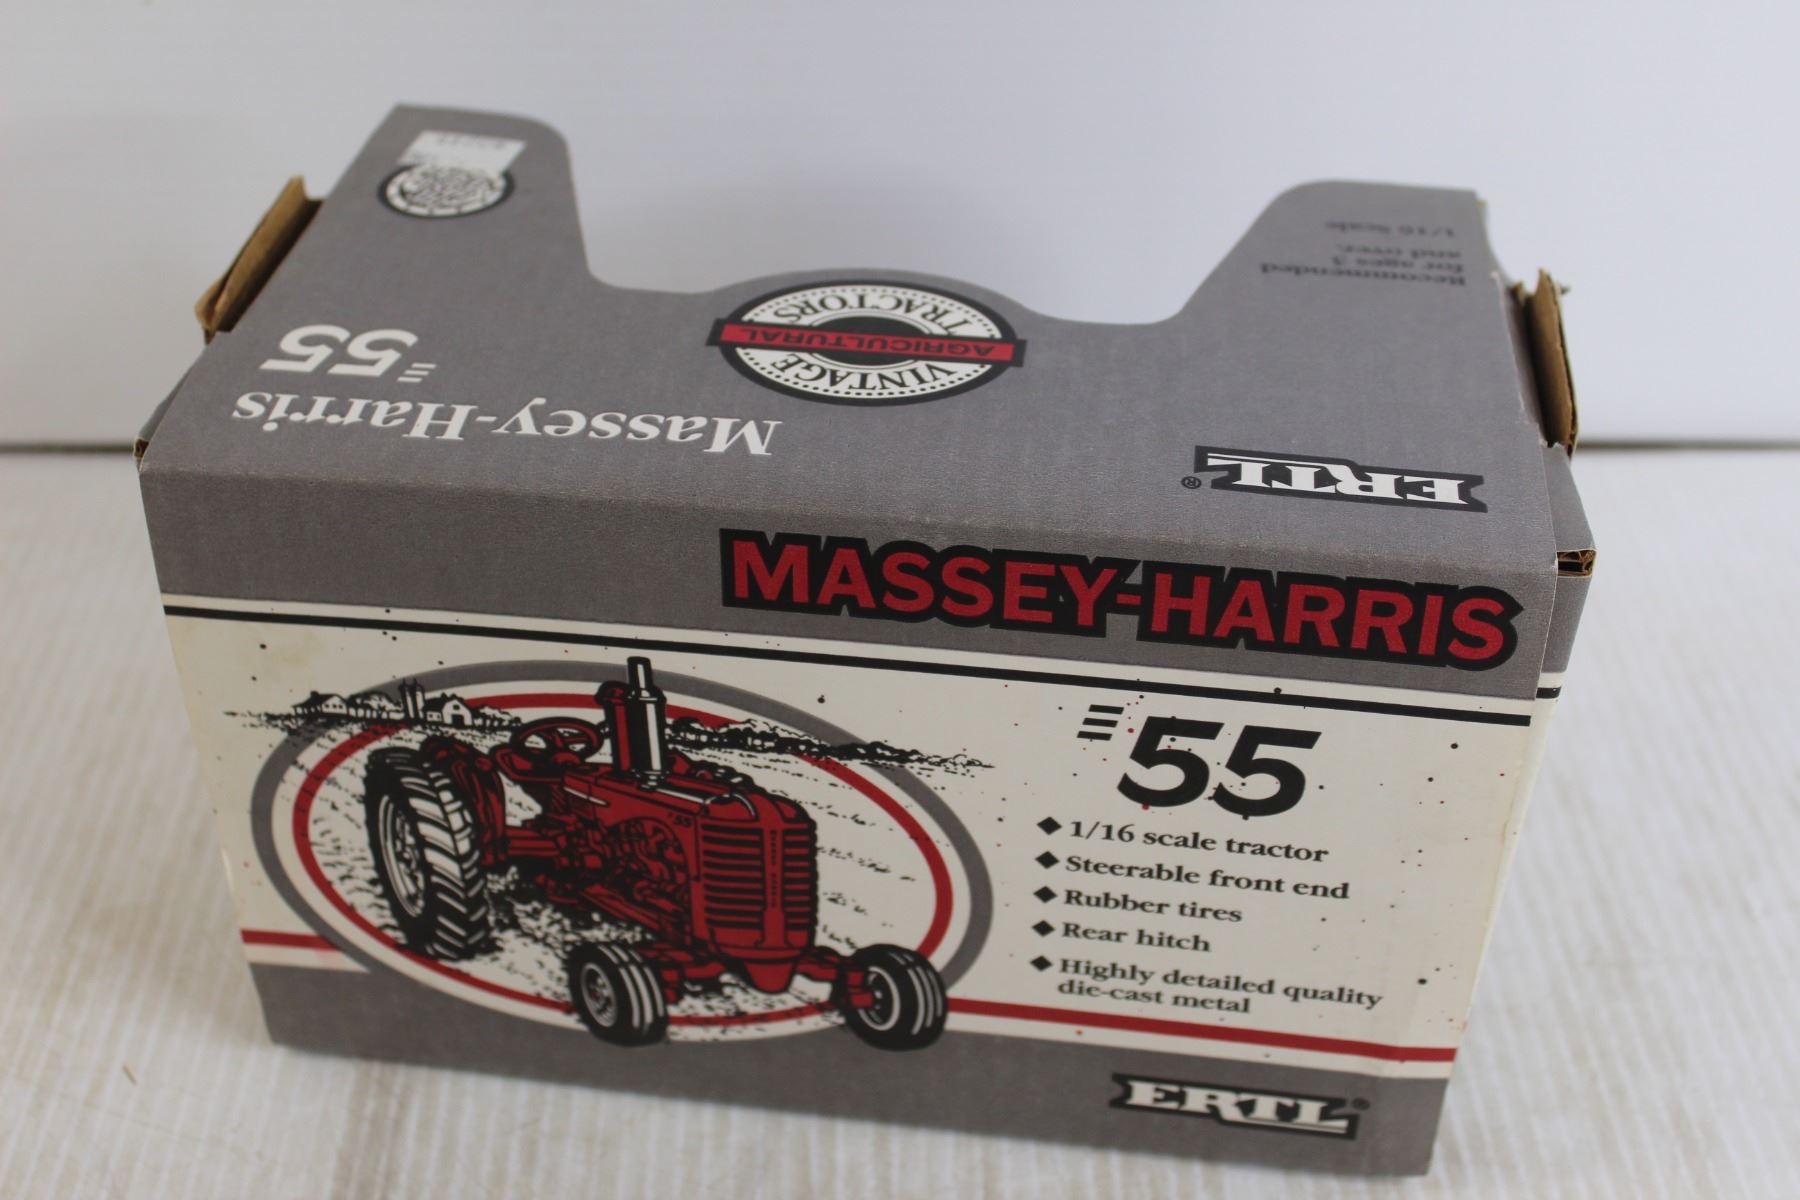 1/16 Scale
Recommended
for ages 3
and over.
VINTAGE
AGRICULTURAL
TRACTORS
Massey-Harris
55
ERTL®
MASSEY-HARRIS
55
◆ 1/16 scale tractor
◆ Steerable front end
◆ Rubber tires
◆ Rear hitch
◆ Highly detailed quality
die-cast metal
55
ERTL®